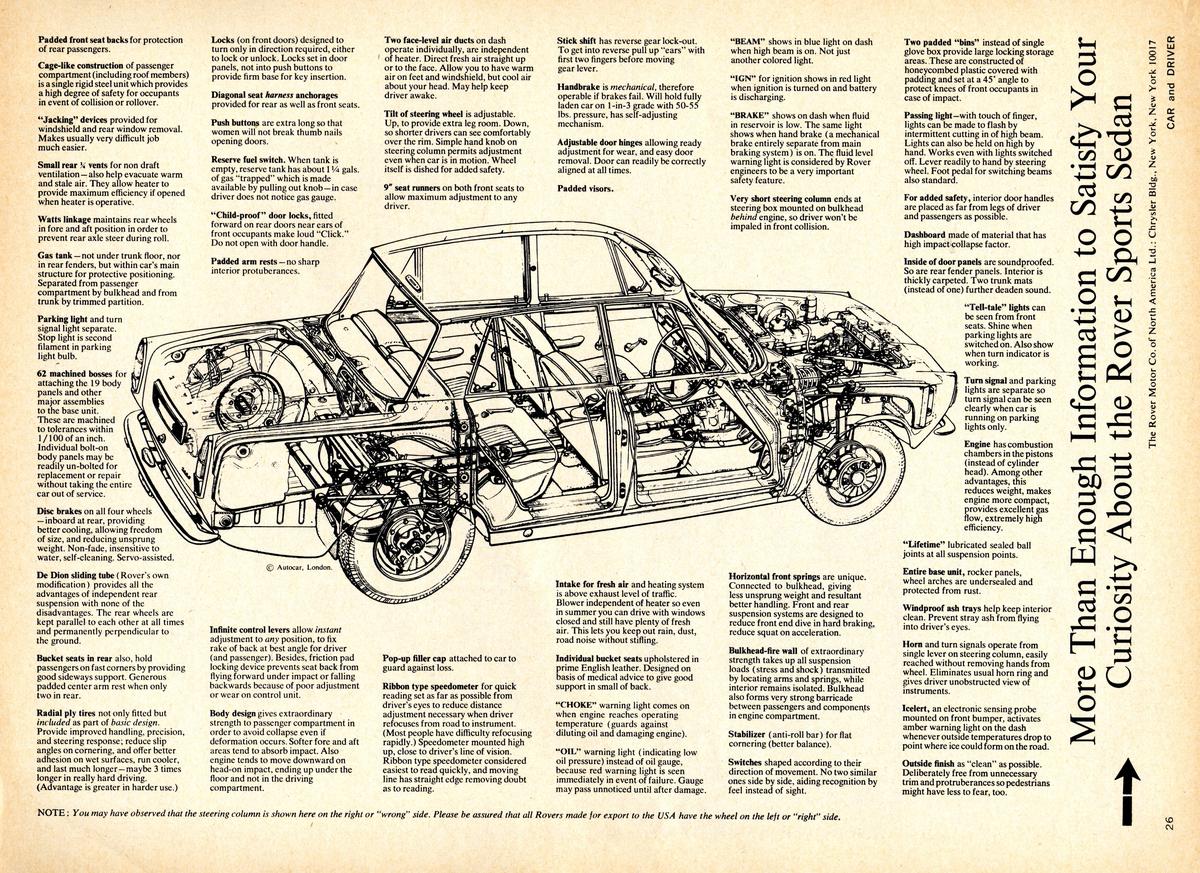 More Than Enough Information to Satisfy Your
Curiosity About the Rover Sports Sedan
The Rover Motor Co. of North America Ltd.: Chrysler Bldg., New York, New York 10017
Padded front seat backs for protection
of rear passengers.
Cage-like construction of passenger
compartment (including roof members)
is a single rigid steel unit which provides
a high degree of safety for occupants
in event of collision or rollover.
"Jacking" devices provided for
windshield and rear window removal.
Makes usually very difficult job
much easier.
Small rear ¼ vents for non draft
ventilation—also help evacuate warm
and stale air. They allow heater to
provide maximum efficiency if opened
when heater is operative.
Watts linkage maintains rear wheels
in fore and aft position in order to
prevent rear axle steer during roll.
Gas tank—not under trunk floor, nor
in rear fenders, but within car's main
structure for protective positioning.
Separated from passenger
compartment by bulkhead and from
trunk by trimmed partition.
Parking light and turn
signal light separate.
Stop light is second
filament in parking
light bulb.
62 machined bosses for
attaching the 19 body
panels and other
major assemblies
to the base unit.
These are machined
to tolerances within
1/100 of an inch.
Individual bolt-on
body panels may be
readily un-bolted for
replacement or repair
without taking the entire
car out of service.
Disc brakes on all four wheels
—inboard at rear, providing
better cooling, allowing freedom
of size, and reducing unsprung
weight. Non-fade, insensitive to
water, self-cleaning. Servo-assisted.
De Dion sliding tube (Rover's own
modification) provides all the
advantages of independent rear
suspension with none of the
disadvantages. The rear wheels are
kept parallel to each other at all times
and permanently perpendicular to
the ground.
Bucket seats in rear also, hold
passengers on fast corners by providing
good sideways support. Generous
padded center arm rest when only
two in rear.
Radial ply tires not only fitted but
included as part of basic design.
Provide improved handling, precision,
and steering response; reduce slip
angles on cornering, and offer better
adhesion on wet surfaces, run cooler,
and last much longer—maybe 3 times
longer in really hard driving.
(Advantage is greater in harder use.)
Locks (on front doors) designed to
turn only in direction required, either
to lock or unlock. Locks set in door
panels, not into push buttons to
provide firm base for key insertion.
Diagonal seat harness anchorages
provided for rear as well as front seats.
Push buttons are extra long so that
women will not break thumb nails
opening doors.
Reserve fuel switch. When tank is
empty, reserve tank has about 1¼ gals.
of gas "trapped" which is made
available by pulling out knob—in case
driver does not notice gas gauge.
"Child-proof" door locks, fitted
forward on rear doors near ears of
front occupants make loud "Click."
Do not open with door handle.
Padded arm rests—no sharp
interior protuberances.
© Autocar, London.
Infinite control levers allow instant
adjustment to any position, to fix
rake of back at best angle for driver
(and passenger). Besides, friction pad
locking device prevents seat back from
flying forward under impact or falling
backwards because of poor adjustment
or wear on control unit.
Body design gives extraordinary
strength to passenger compartment in
order to avoid collapse even if
deformation occurs. Softer fore and aft
areas tend to absorb impact. Also
engine tends to move downward on
head-on impact, ending up under the
floor and not in the driving
compartment.
Two face-level air ducts on dash
operate individually, are independent
of heater. Direct fresh air straight up
or to the face. Allow you to have warm
air on feet and windshield, but cool air
about your head. May help keep
driver awake.
Tilt of steering wheel is adjustable.
Up, to provide extra leg room. Down,
so shorter drivers can see comfortably
over the rim. Simple hand knob on
steering column permits adjustment
even when car is in motion. Wheel
itself is dished for added safety.
9" seat runners on both front seats to
allow maximum adjustment to any
driver.
Pop-up filler cap attached to car to
guard against loss.
Ribbon type speedometer for quick
reading set as far as possible from
driver's eyes to reduce distance
adjustment necessary when driver
refocuses from road to instrument.
(Most people have difficulty refocusing
rapidly.) Speedometer mounted high
up, close to driver's line of vision.
Ribbon type speedometer considered
easiest to read quickly, and moving
line has straight edge removing doubt
as to reading.
Stick shift has reverse gear lock-out.
To get into reverse pull up "ears" with
first two fingers before moving
gear lever.
Handbrake is mechanical, therefore
operable if brakes fail. Will hold fully
laden car on 1-in-3 grade with 50-55
lbs. pressure, has self-adjusting
mechanism.
Adjustable door hinges allowing ready
adjustment for wear, and easy door
removal. Door can readily be correctly
aligned at all times.
Padded visors.
Intake for fresh air and heating system
is above exhaust level of traffic.
Blower independent of heater so even
in summer you can drive with windows
closed and still have plenty of fresh
air. This lets you keep out rain, dust,
road noise without stifling.
Individual bucket seats upholstered in
prime English leather. Designed on
basis of medical advice to give good
support in small of back.
"CHOKE" warning light comes on
when engine reaches operating
temperature (guards against
diluting oil and damaging engine).
"OIL" warning light (indicating low
oil pressure) instead of oil gauge,
because red warning light is seen
immediately in event of failure. Gauge
may pass unnoticed until after damage.
"BEAM" shows in blue light on dash
when high beam is on. Not just
another colored light.
"IGN" for ignition shows in red light
when ignition is turned on and battery
is discharging.
"BRAKE" shows on dash when fluid
in reservoir is low. The same light
shows when hand brake (a mechanical
brake entirely separate from main
braking system) is on. The fluid level
warning light is considered by Rover
engineers to be a very important
safety feature.
Very short steering column ends at
steering box mounted on bulkhead
behind engine, so driver won't be
impaled in front collision.
Horizontal front springs are unique.
Connected to bulkhead, giving
less unsprung weight and resultant
better handling. Front and rear
suspension systems are designed to
reduce front end dive in hard braking,
reduce squat on acceleration.
Bulkhead-fire wall of extraordinary
strength takes up all suspension
loads (stress and shock) transmitted
by locating arms and springs, while
interior remains isolated. Bulkhead
also forms very strong barricade
between passengers and components
in engine compartment.
Stabilizer (anti-roll bar) for flat
cornering (better balance).
Switches shaped according to their
direction of movement. No two similar
ones side by side, aiding recognition by
feel instead of sight.
Two padded "bins" instead of single
glove box provide large locking storage
areas. These are constructed of
honeycombed plastic covered with
padding and set at a 45° angle to
protect knees of front occupants in
case of impact.
Passing light—with touch of finger,
lights can be made to flash by
intermittent cutting in of high beam.
Lights can also be held on high by
hand. Works even with lights switched
off. Lever readily to hand by steering
wheel. Foot pedal for switching beams
also standard.
For added safety, interior door handles
are placed as far from legs of driver
and passengers as possible.
Dashboard made of material that has
high impact-collapse factor.
Inside of door panels are soundproofed.
So are rear fender panels. Interior is
thickly carpeted. Two trunk mats
(instead of one) further deaden sound.
"Tell-tale" lights can
be seen from front
seats. Shine when
parking lights are
switched on. Also show
when turn indicator is
working.
Turn signal and parking
lights are separate so
turn signal can be seen
clearly when car is
running on parking
lights only.
Engine has combustion
chambers in the pistons
(instead of cylinder
head). Among other
advantages, this
reduces weight, makes
engine more compact,
provides excellent gas
flow, extremely high
efficiency.
"Lifetime" lubricated sealed ball
joints at all suspension points.
Entire base unit, rocker panels,
wheel arches are undersealed and
protected from rust.
Windproof ash trays help keep interior
clean. Prevent stray ash from flying
into driver's eyes.
Horn and turn signals operate from
single lever on steering column, easily
reached without removing hands from
wheel. Eliminates usual horn ring and
gives driver unobstructed view of
instruments.
Icelert, an electronic sensing probe
mounted on front bumper, activates
amber warning light on the dash
whenever outside temperatures drop to
point where ice could form on the road.
Outside finish as "clean" as possible.
Deliberately free from unnecessary
trim and protruberances so pedestrians
might have less to fear, too.
NOTE: You may have observed that the steering column is shown here on the right or "wrong" side. Please be assured that all Rovers made for export to the USA have the wheel on the left or "right" side.
26
CAR and DRIVER